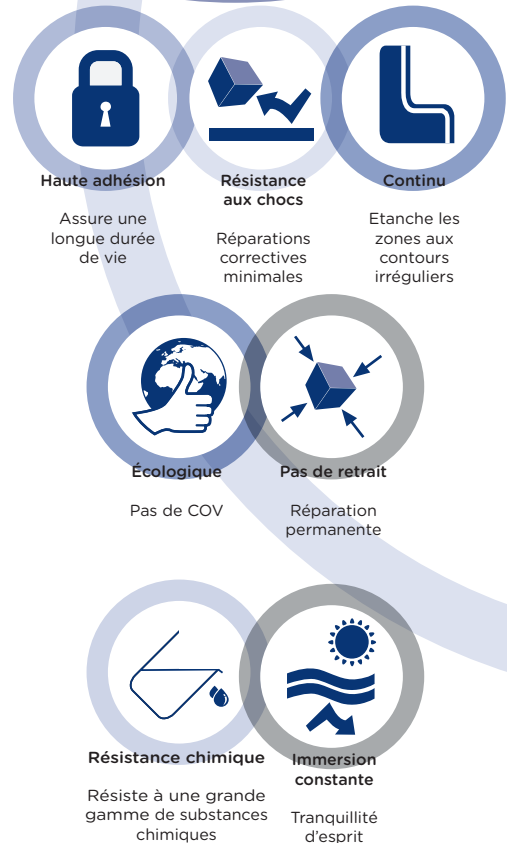 Haute adhésion
Assure une
longue durée
de vie
Résistance
aux chocs
Réparations
correctives
minimales
Continu
Etanche les
zones aux
contours
irréguliers
Écologique
Pas de COV
Pas de retrait
Réparation
permanente
Résistance chimique
Résiste à une grande
gamme de substances
chimiques
Immersion
constante
Tranquillité
d'esprit